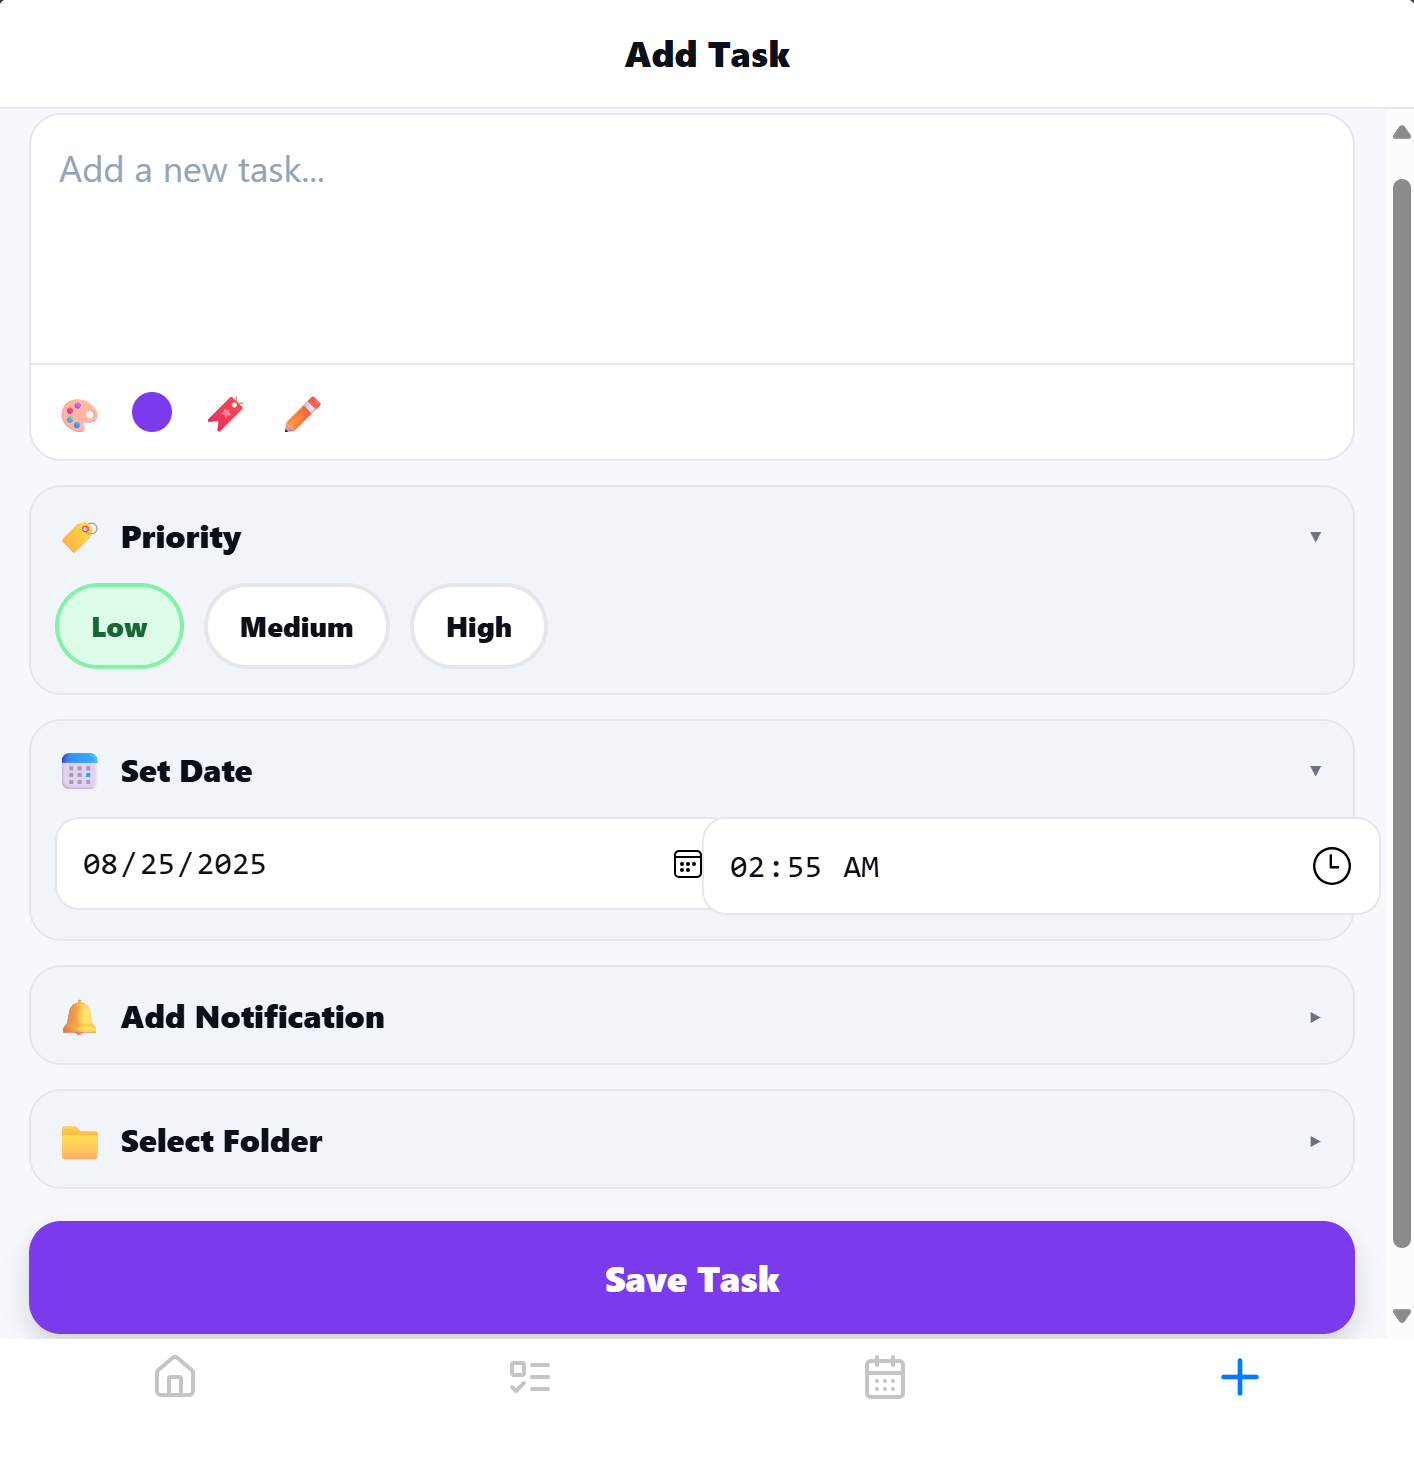 Add Task
Add a new task...
Priority
Low Medium High
Set Date
08/25/2025 02:55 AM
Add Notification
Select Folder
Save Task